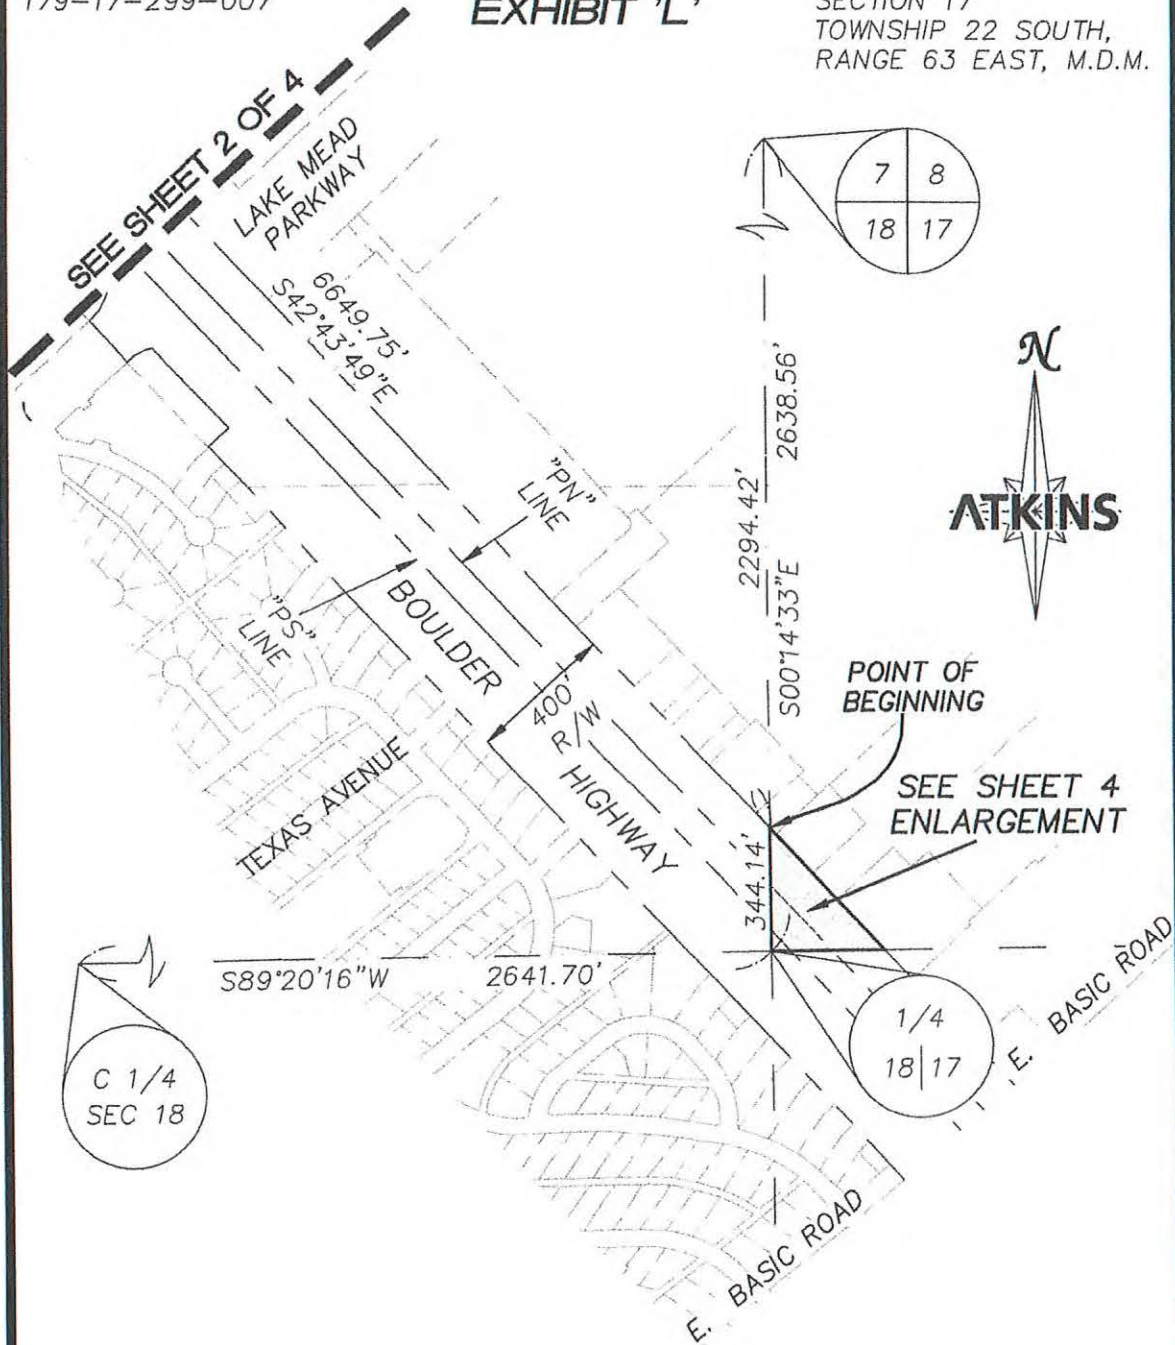 179-17-299-007
EXHIBIT 'L'
SECTION 17
TOWNSHIP 22 SOUTH,
RANGE 63 EAST, M.D.M.
SEE SHEET 2 OF 4
LAKE MEAD
PARKWAY
7 8
18 17
6649.75'
S42°43'49"E
N
ATKINS
2294.42'
2638.56'
S00°14'33"E
"PN"
LINE
"PS"
LINE
BOULDER
HIGHWAY
400'
R/W
TEXAS AVENUE
POINT OF
BEGINNING
SEE SHEET 4
ENLARGEMENT
344.14'
S89°20'16"W
2641.70'
C 1/4
SEC 18
1/4
18|17
E. BASIC ROAD
E. BASIC ROAD